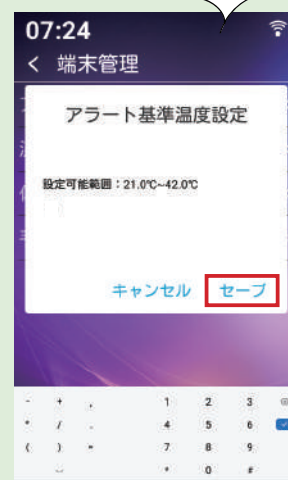 07:24
< 端末管理
アラート基準温度設定
設定可能範囲:21.0℃~42.0℃
キャンセル セーブ
- + , 1 2 3
* / . 4 5 6
( ) = 7 8 9
* 0 #